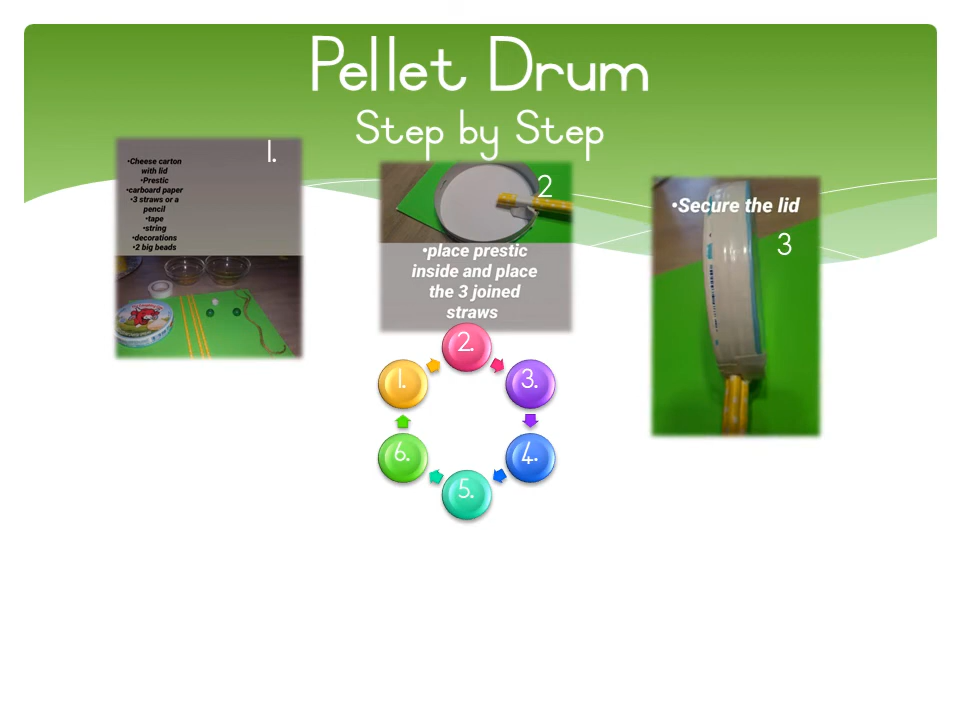 Pellet Drum
Step by Step
1.
•Cheese carton
with lid
•Prestic
•carboard paper
•3 straws or a
pencil
•tape
•string
•decorations
•2 big beads
2
•place prestic
inside and place
the 3 joined
straws
•Secure the lid
3
2.
1.
3.
6.
4.
5.